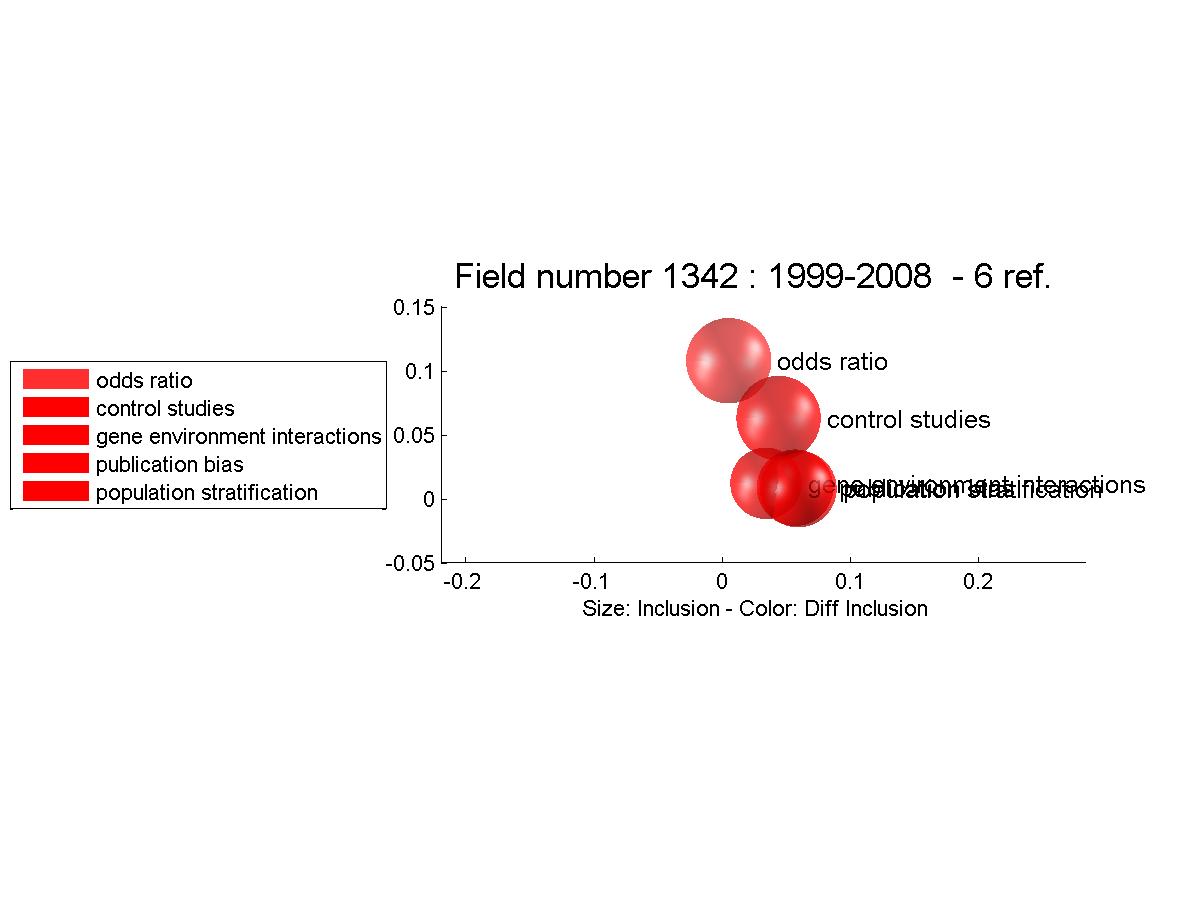 Field number 1342 : 1999-2008  - 6 ref.
odds ratio
control studies
gene environment interactions
publication bias
population stratification
0.15
0.1
0.05
0
-0.05
odds ratio
control studies
gene environment interactions
publication bias
population stratification
-0.2
-0.1
0
0.1
0.2
Size: Inclusion - Color: Diff Inclusion